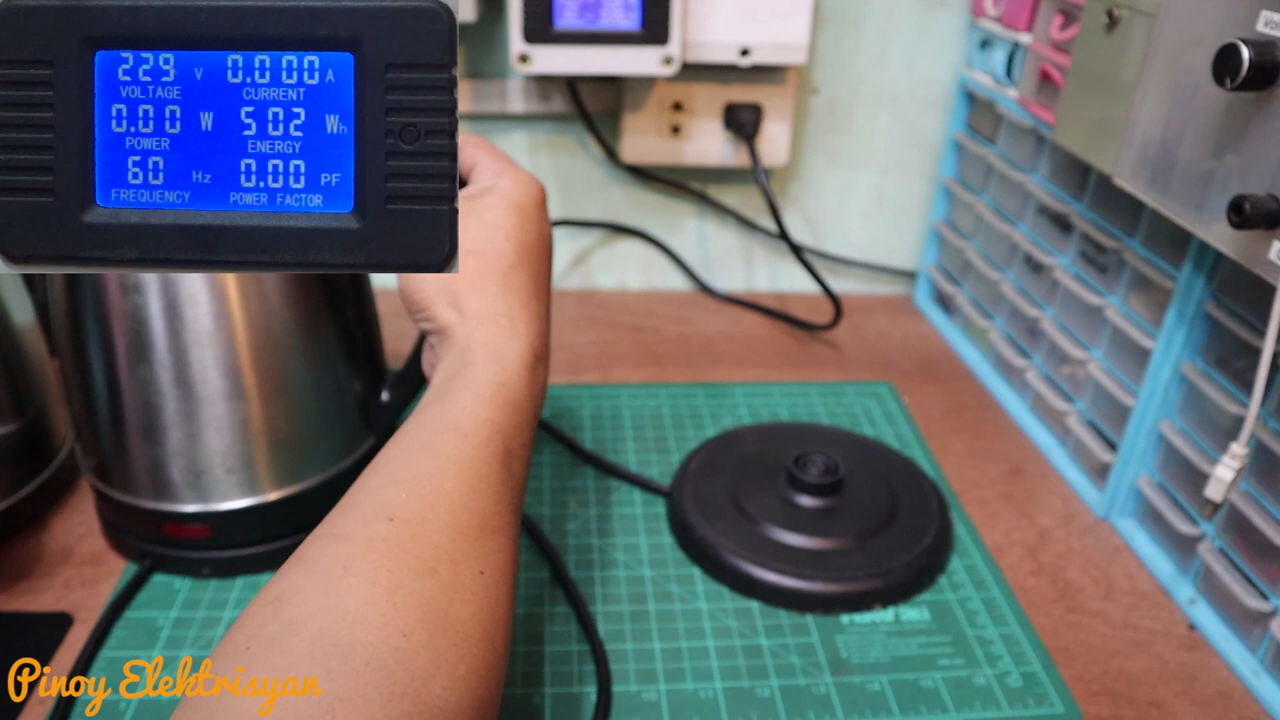 229 V 0.000 A
VOLTAGE CURRENT
0.00 W 502 Wh
POWER ENERGY
60 Hz 0.00 PF
FREQUENCY POWER FACTOR
Pinoy Elektrisyan